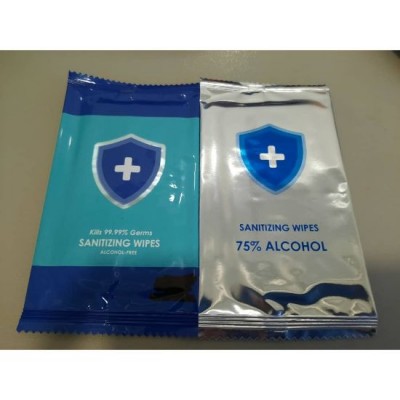 Kills 99.99% Germs
SANITIZING WIPES
ALCOHOL-FREE
SANITIZING WIPES
75% ALCOHOL